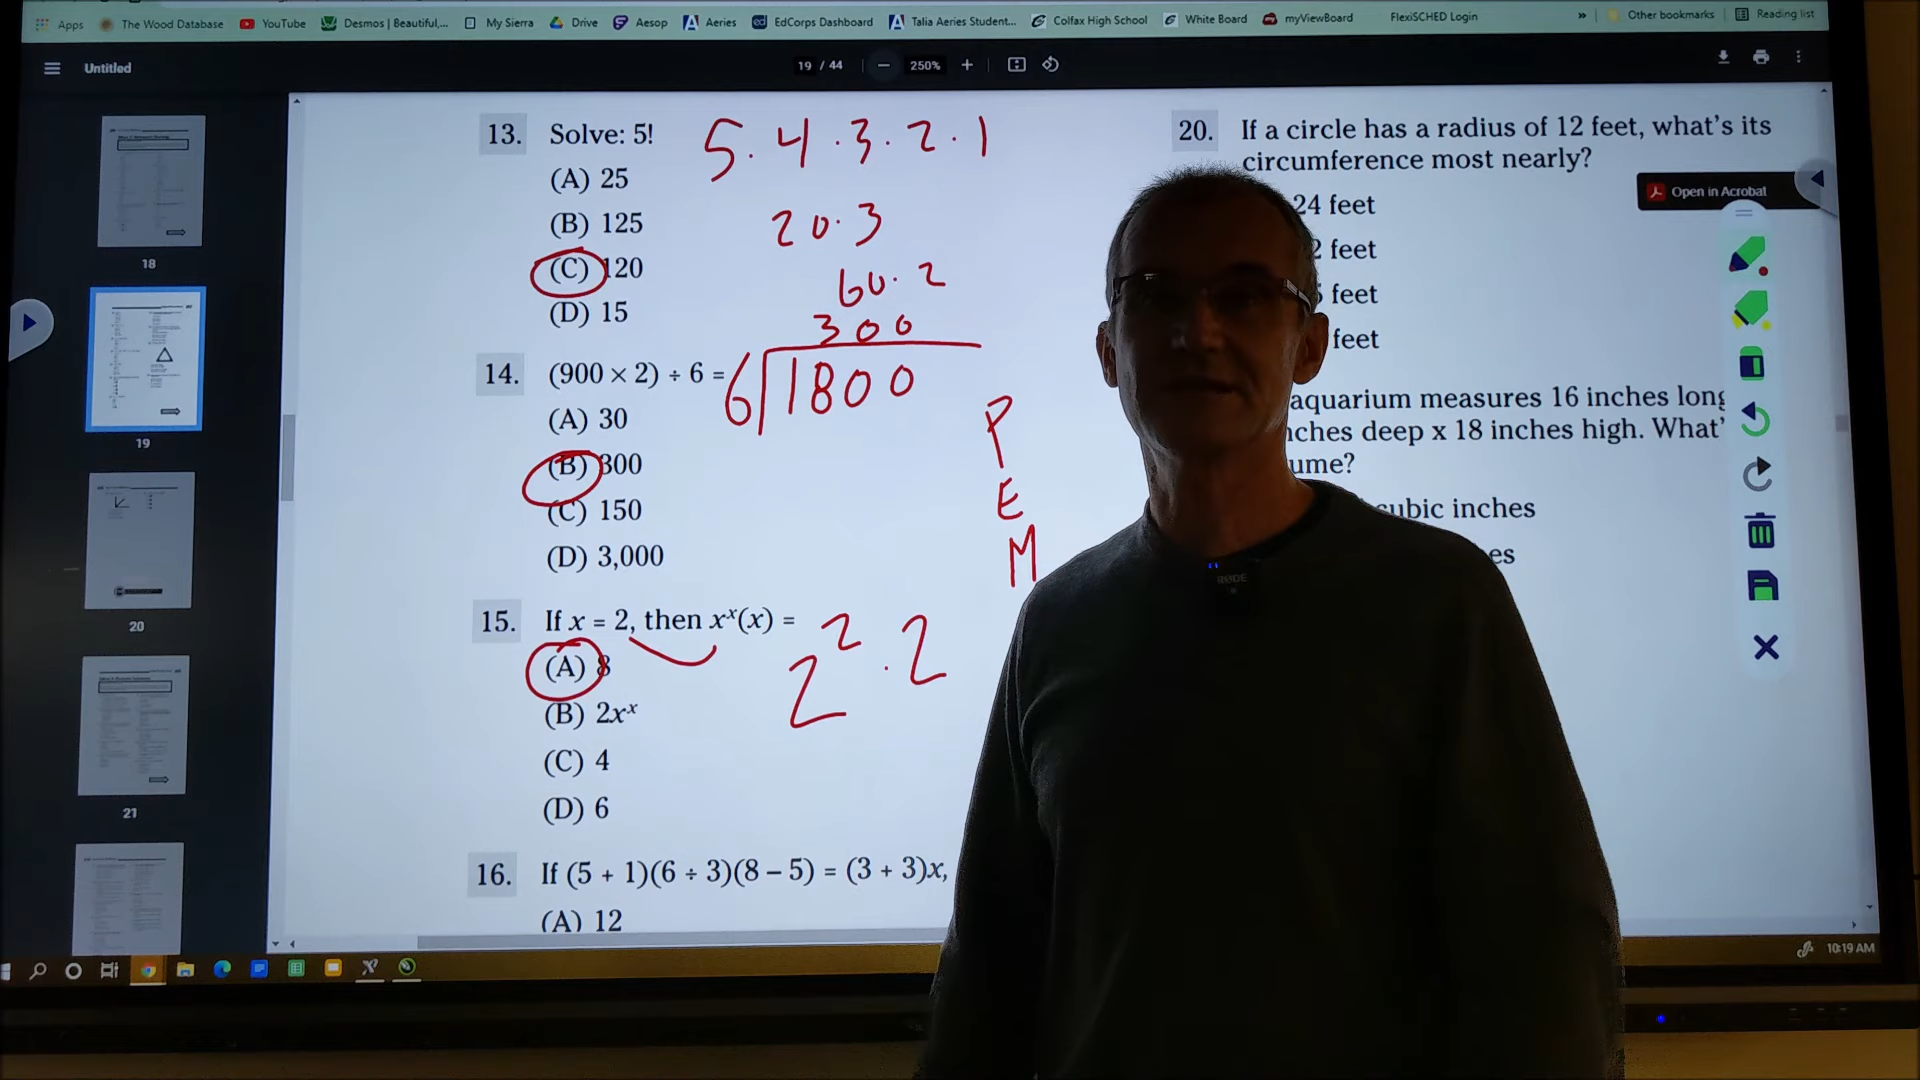 Apps The Wood Database YouTube Desmos | Beautiful,... My Sierra Drive Aesop Aeries EdCorps Dashboard Talia Aeries Student... Colfax High School White Board myViewBoard FlexiSCHED Login » Other bookmarks Reading list
Untitled 19 / 44 — 250% +
Open in Acrobat
18
19
20
21
13. Solve: 5! 5 · 4 · 3 · 2 · 1
(A) 25
(B) 125 20 · 3
(C) 120 60 · 2
(D) 15
300
14. (900 × 2) ÷ 6 = 6 1800
(A) 30
(B) 300
(C) 150
(D) 3,000
P
E
M
15. If x = 2, then xˣ(x) = 2² · 2
(A) 8
(B) 2xˣ
(C) 4
(D) 6
16. If (5 + 1)(6 ÷ 3)(8 – 5) = (3 + 3)x,
(A) 12
20. If a circle has a radius of 12 feet, what's its
circumference most nearly?
24 feet
2 feet
feet
feet
aquarium measures 16 inches long
inches deep x 18 inches high. What'
ume?
cubic inches
es
RODE
10:19 AM